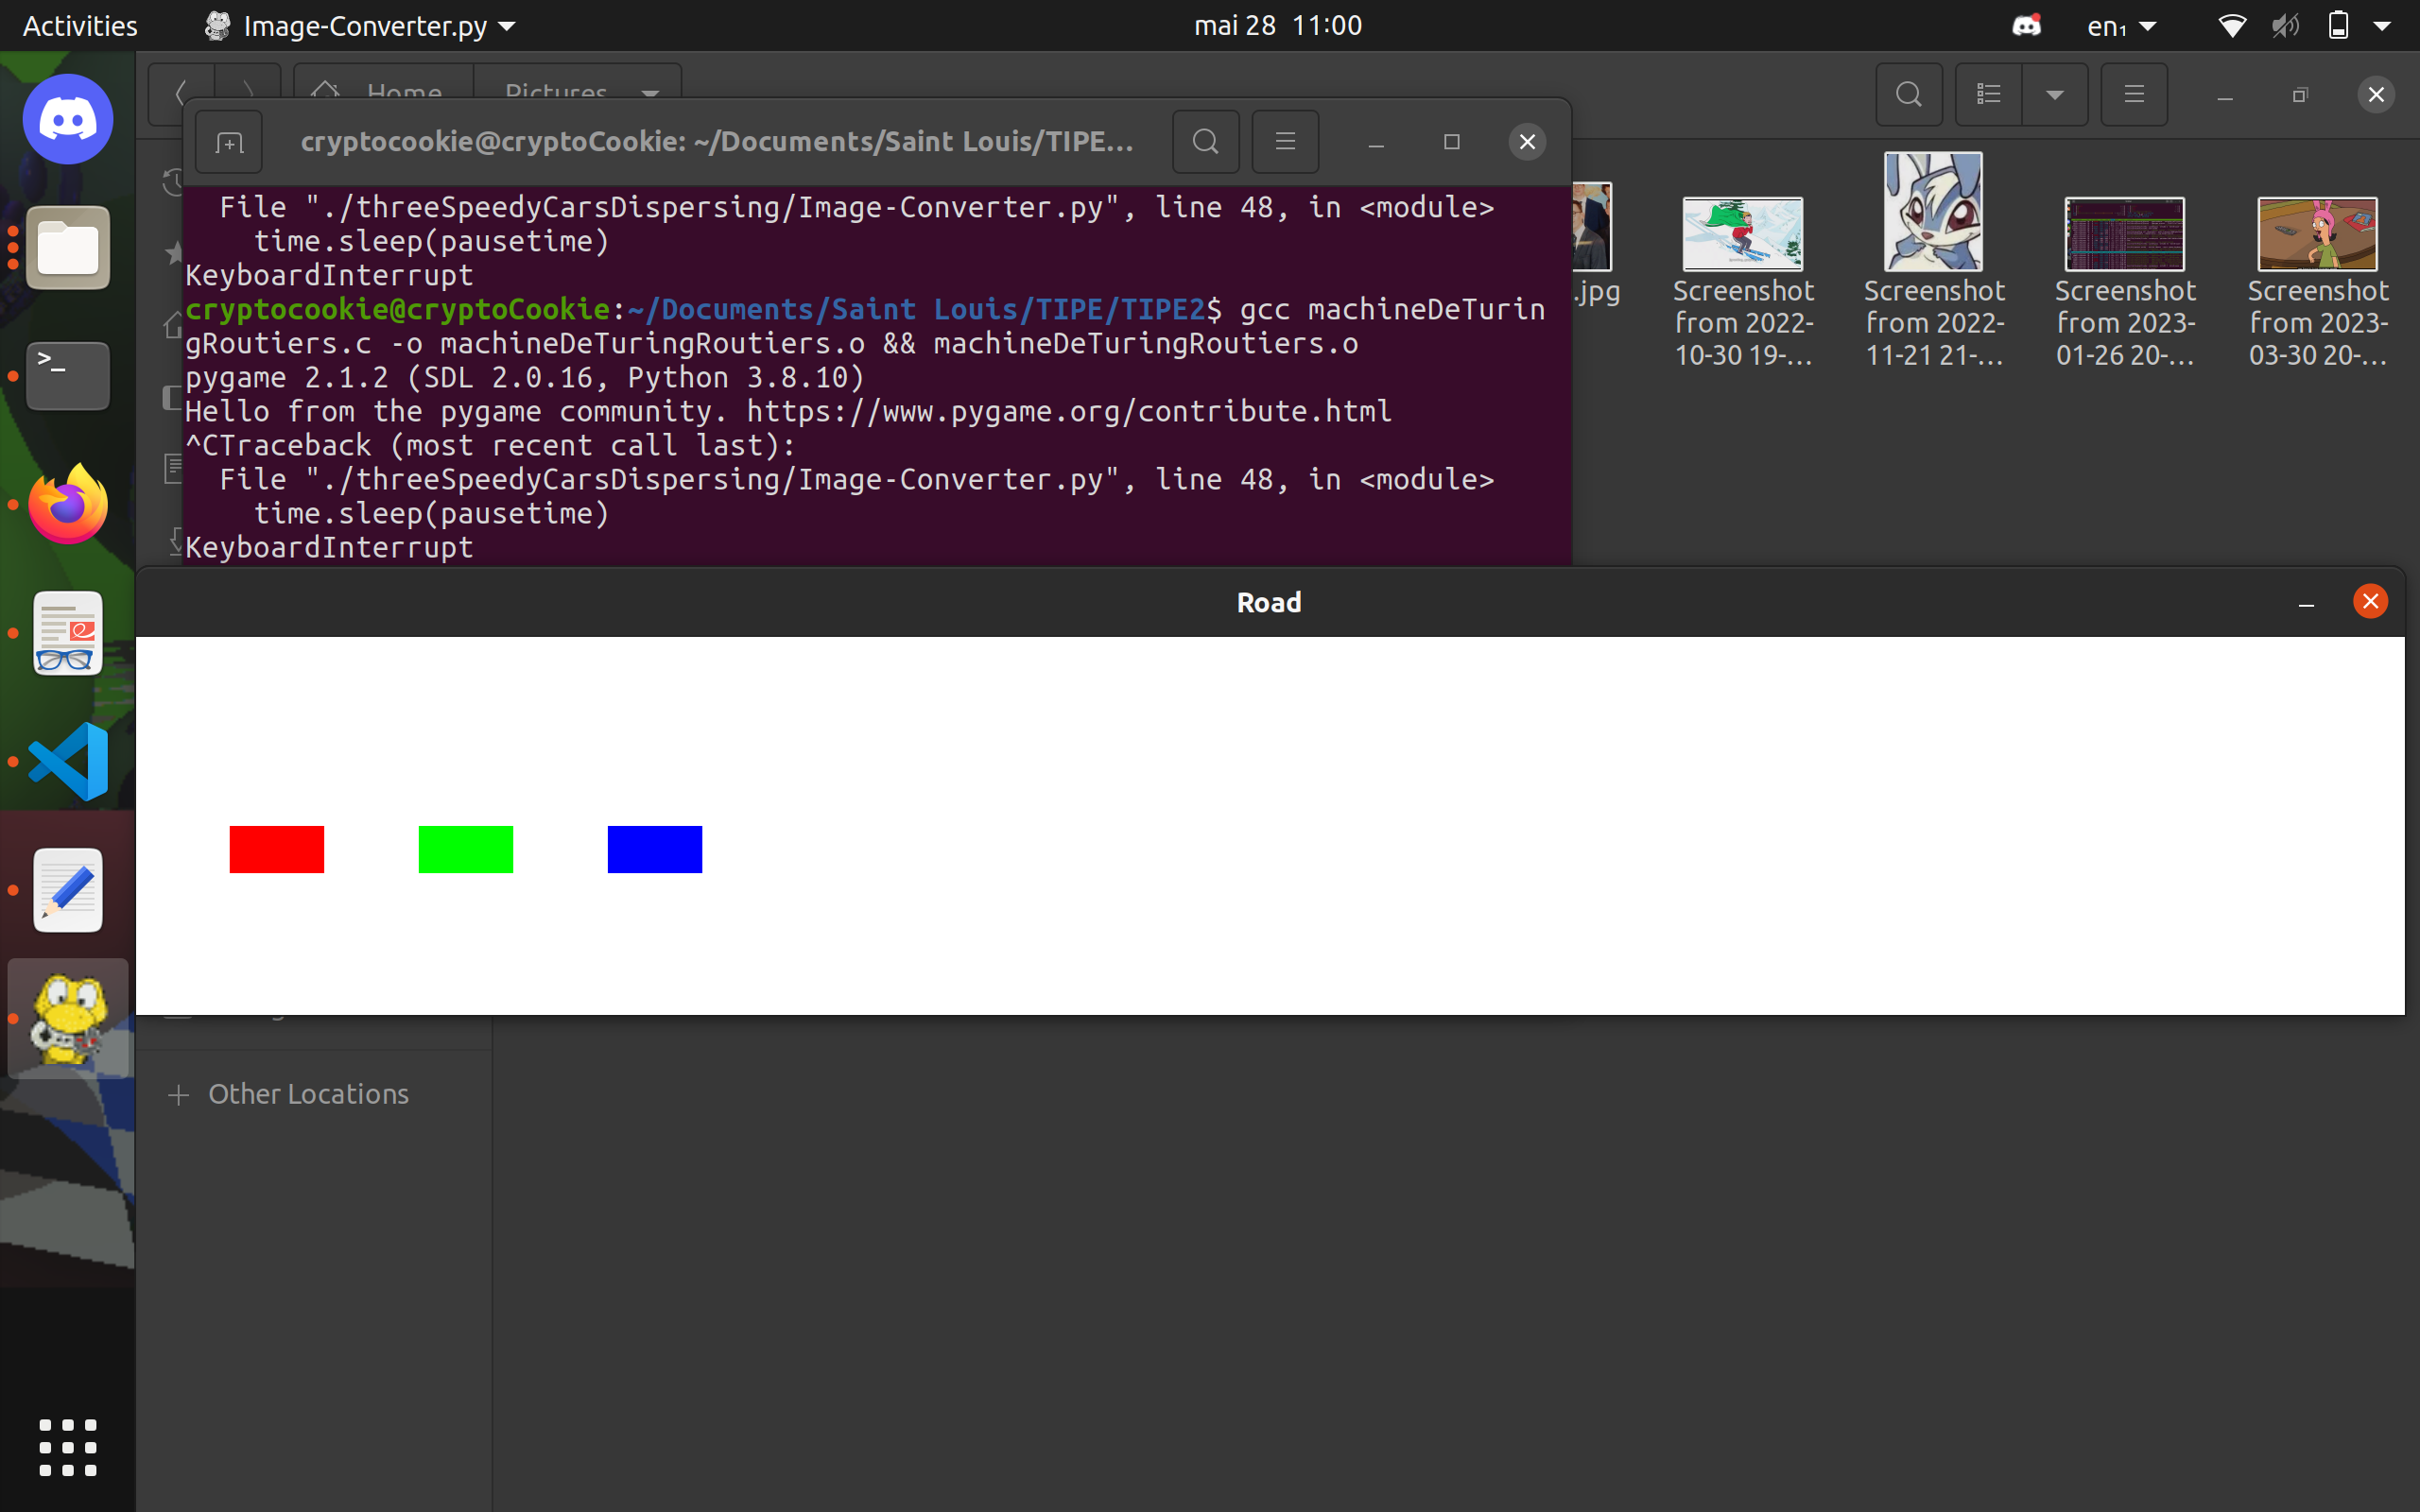 Activities
Image-Converter.py
mai 28 11:00
en₁
Home
Pictures
cryptocookie@cryptoCookie: ~/Documents/Saint Louis/TIPE...
File "./threeSpeedyCarsDispersing/Image-Converter.py", line 48, in <module>
time.sleep(pausetime)
KeyboardInterrupt
cryptocookie@cryptoCookie:~/Documents/Saint Louis/TIPE/TIPE2$ gcc machineDeTurin
gRoutiers.c -o machineDeTuringRoutiers.o && machineDeTuringRoutiers.o
pygame 2.1.2 (SDL 2.0.16, Python 3.8.10)
Hello from the pygame community. https://www.pygame.org/contribute.html
^CTraceback (most recent call last):
File "./threeSpeedyCarsDispersing/Image-Converter.py", line 48, in <module>
time.sleep(pausetime)
KeyboardInterrupt
.jpg
Screenshot
from 2022-
10-30 19-...
Screenshot
from 2022-
11-21 21-...
Screenshot
from 2023-
01-26 20-...
Screenshot
from 2023-
03-30 20-...
Road
Other Locations